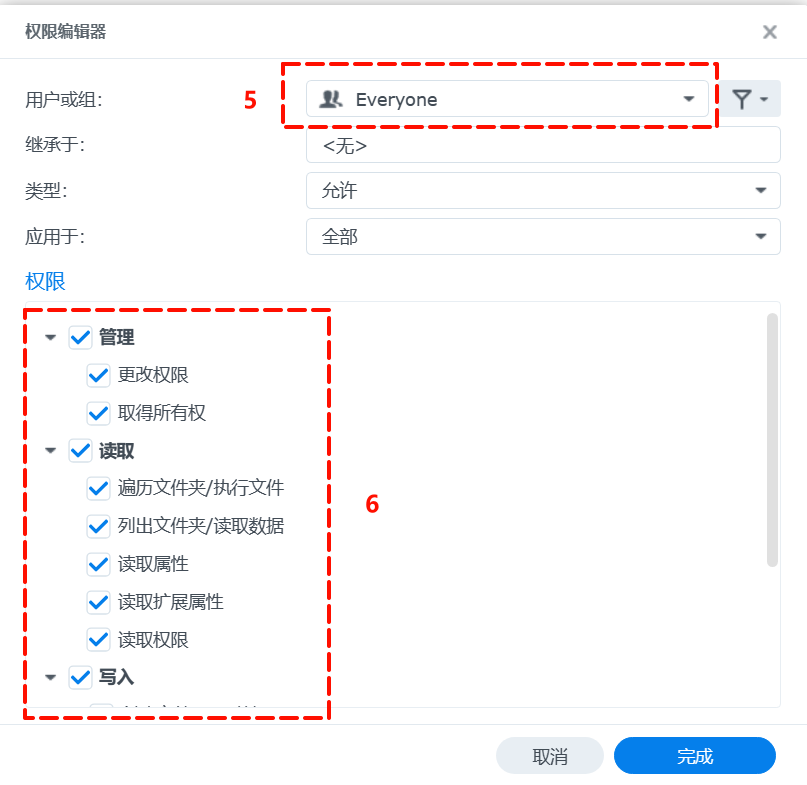 权限编辑器
用户或组: 5 Everyone
继承于: <无>
类型: 允许
应用于: 全部
权限
管理
更改权限
取得所有权
读取
遍历文件夹/执行文件
列出文件夹/读取数据
读取属性
读取扩展属性
读取权限
写入
6
取消 完成